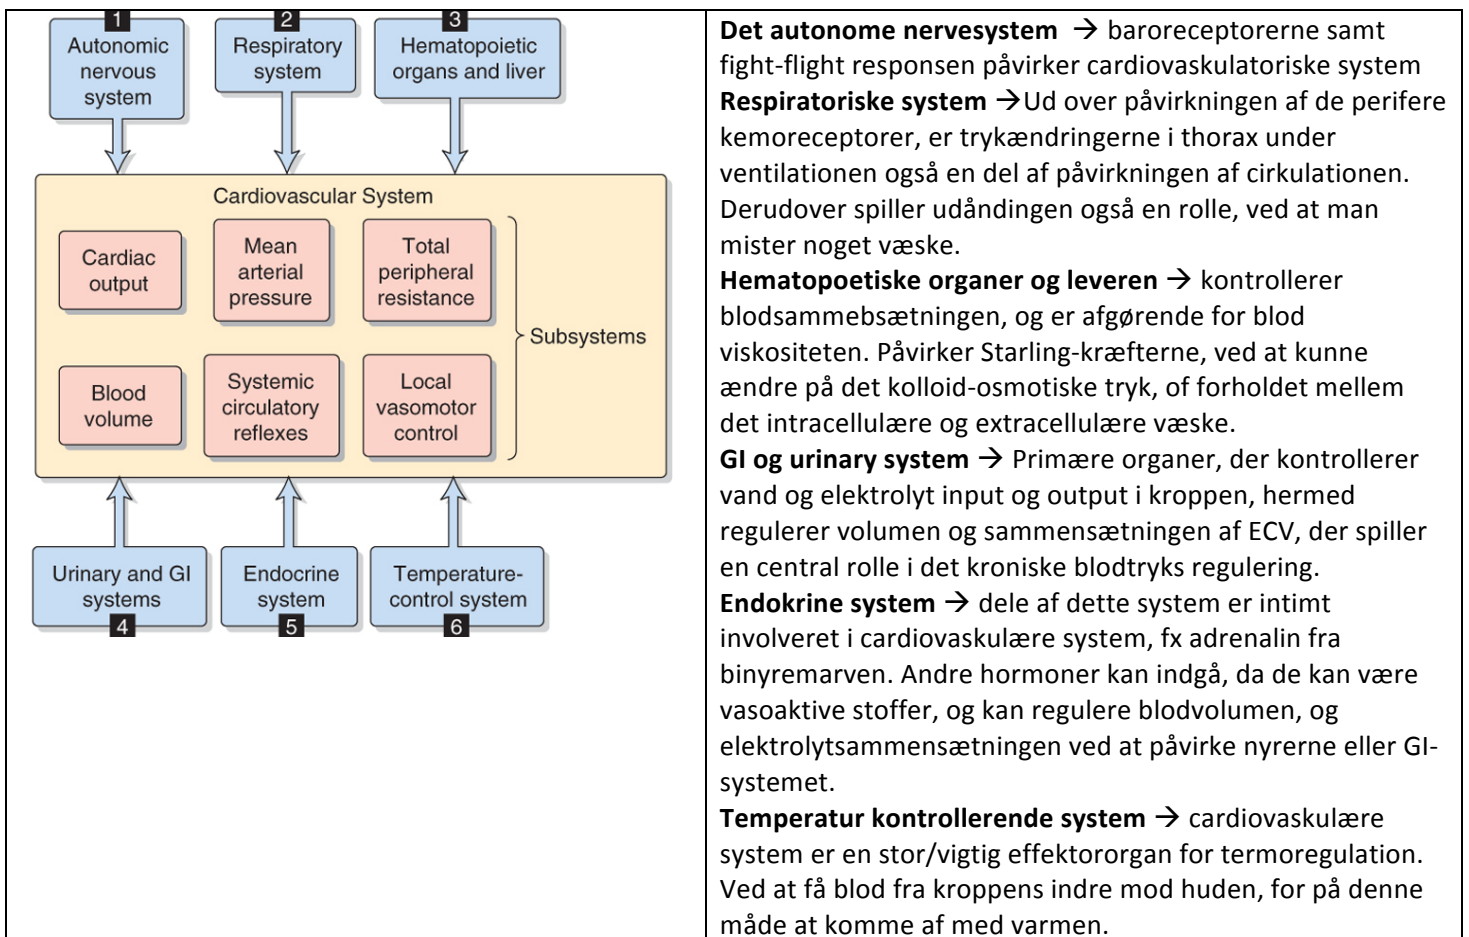 1
Autonomic
nervous
system
2
Respiratory
system
3
Hematopoietic
organs and liver
Cardiovascular System
Cardiac
output
Mean
arterial
pressure
Total
peripheral
resistance
Subsystems
Blood
volume
Systemic
circulatory
reflexes
Local
vasomotor
control
Urinary and GI
systems
4
Endocrine
system
5
Temperature-
control system
6
Det autonome nervesystem → baroreceptorerne samt
fight-flight responsen påvirker cardiovaskulatoriske system
Respiratoriske system →Ud over påvirkningen af de perifere
kemoreceptorer, er trykændringerne i thorax under
ventilationen også en del af påvirkningen af cirkulationen.
Derudover spiller udåndingen også en rolle, ved at man
mister noget væske.
Hematopoetiske organer og leveren → kontrollerer
blodsammebsætningen, og er afgørende for blod
viskositeten. Påvirker Starling-kræfterne, ved at kunne
ændre på det kolloid-osmotiske tryk, of forholdet mellem
det intracellulære og extracellulære væske.
GI og urinary system → Primære organer, der kontrollerer
vand og elektrolyt input og output i kroppen, hermed
regulerer volumen og sammensætningen af ECV, der spiller
en central rolle i det kroniske blodtryks regulering.
Endokrine system → dele af dette system er intimt
involveret i cardiovaskulære system, fx adrenalin fra
binyremarven. Andre hormoner kan indgå, da de kan være
vasoaktive stoffer, og kan regulere blodvolumen, og
elektrolytsammensætningen ved at påvirke nyrerne eller GI-
systemet.
Temperatur kontrollerende system → cardiovaskulære
system er en stor/vigtig effektororgan for termoregulation.
Ved at få blod fra kroppens indre mod huden, for på denne
måde at komme af med varmen.